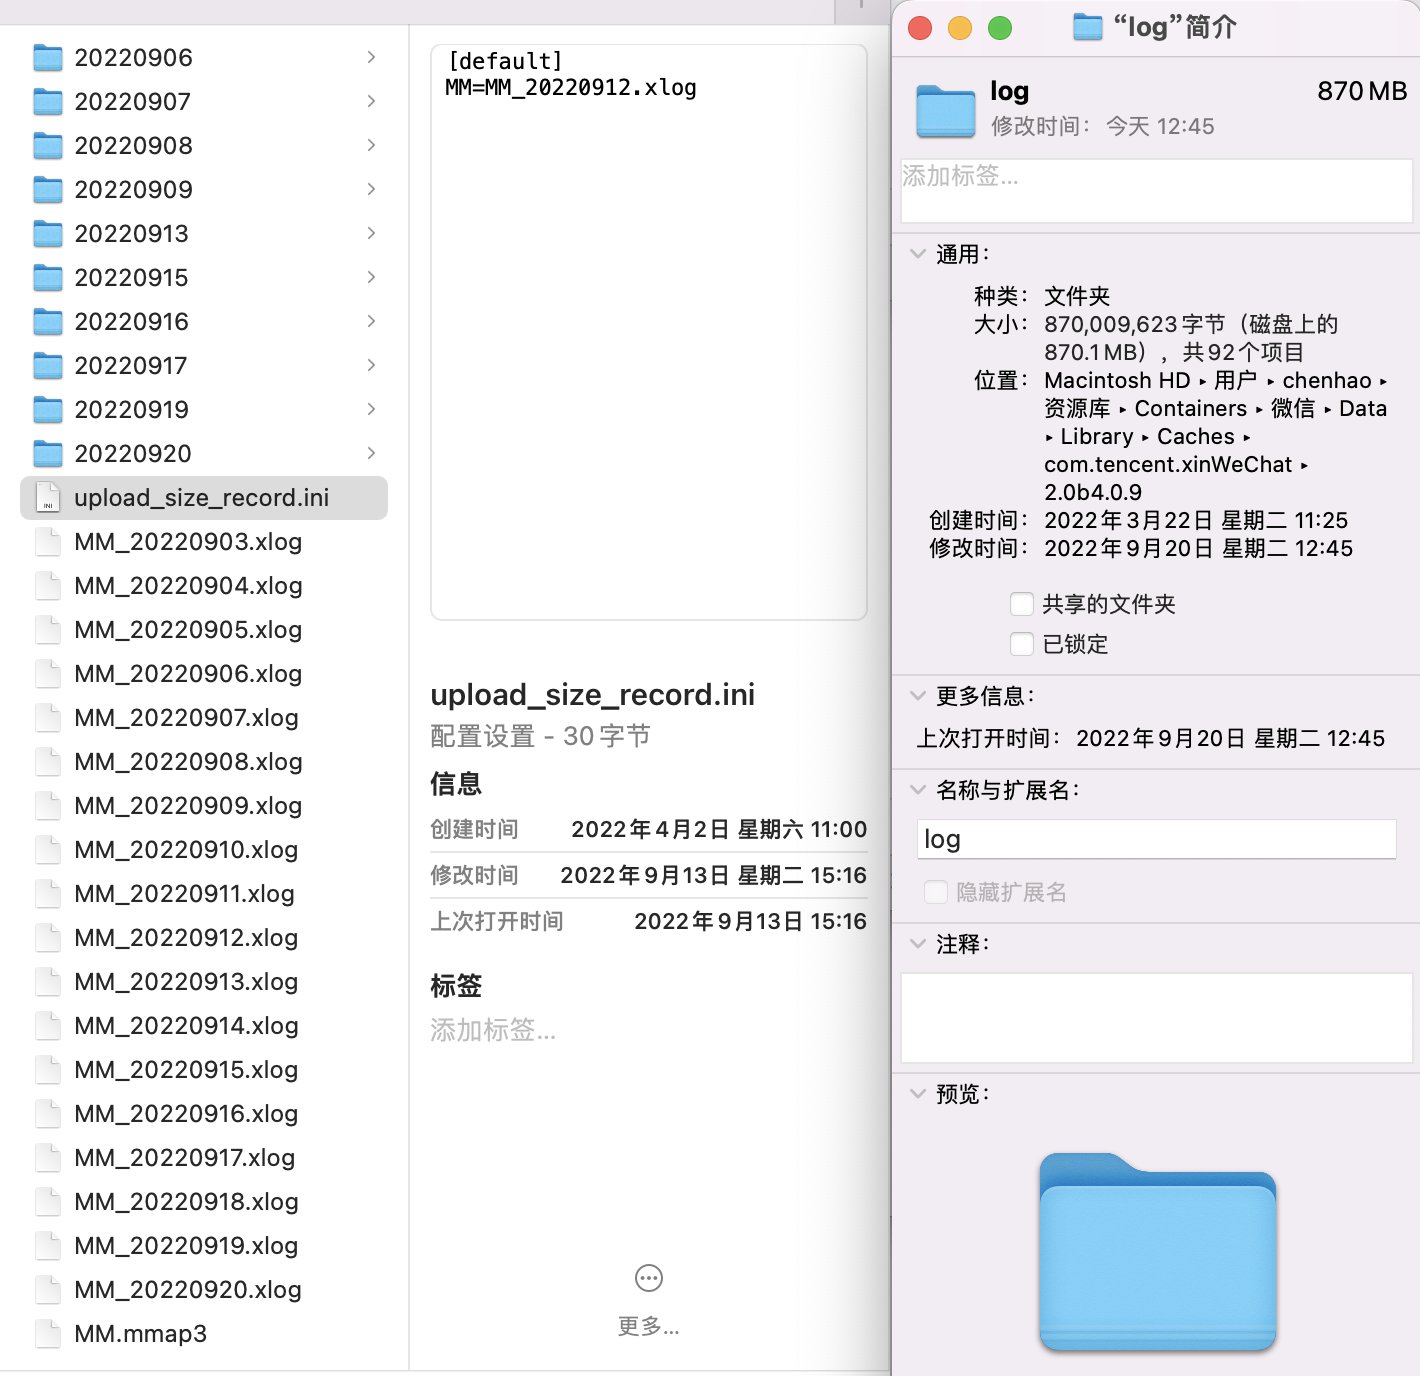 20220906
20220907
20220908
20220909
20220913
20220915
20220916
20220917
20220919
20220920
upload_size_record.ini
MM_20220903.xlog
MM_20220904.xlog
MM_20220905.xlog
MM_20220906.xlog
MM_20220907.xlog
MM_20220908.xlog
MM_20220909.xlog
MM_20220910.xlog
MM_20220911.xlog
MM_20220912.xlog
MM_20220913.xlog
MM_20220914.xlog
MM_20220915.xlog
MM_20220916.xlog
MM_20220917.xlog
MM_20220918.xlog
MM_20220919.xlog
MM_20220920.xlog
MM.mmap3
[default]
MM=MM_20220912.xlog
upload_size_record.ini
配置设置 - 30字节
信息
创建时间 2022年4月2日 星期六 11:00
修改时间 2022年9月13日 星期二 15:16
上次打开时间 2022年9月13日 15:16
标签
添加标签...
更多...
“log”简介
log 870 MB
修改时间： 今天 12:45
添加标签...
通用：
种类： 文件夹
大小： 870,009,623字节（磁盘上的
870.1 MB），共92个项目
位置： Macintosh HD ▸ 用户 ▸ chenhao ▸
资源库 ▸ Containers ▸ 微信 ▸ Data
▸ Library ▸ Caches ▸
com.tencent.xinWeChat ▸
2.0b4.0.9
创建时间： 2022年3月22日 星期二 11:25
修改时间： 2022年9月20日 星期二 12:45
共享的文件夹
已锁定
更多信息：
上次打开时间： 2022年9月20日 星期二 12:45
名称与扩展名：
log
隐藏扩展名
注释：
预览：